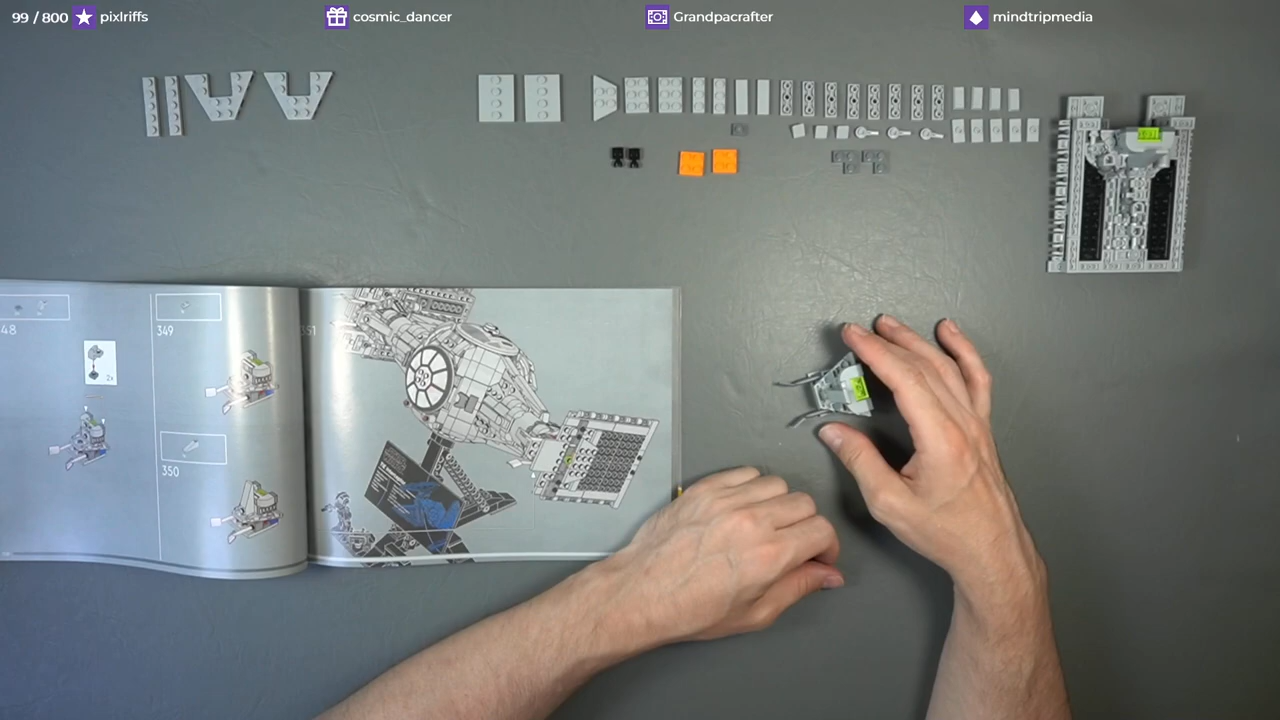 99 / 800 pixlriffs cosmic_dancer Grandpacrafter mindtripmedia
48
349
351
2x
350